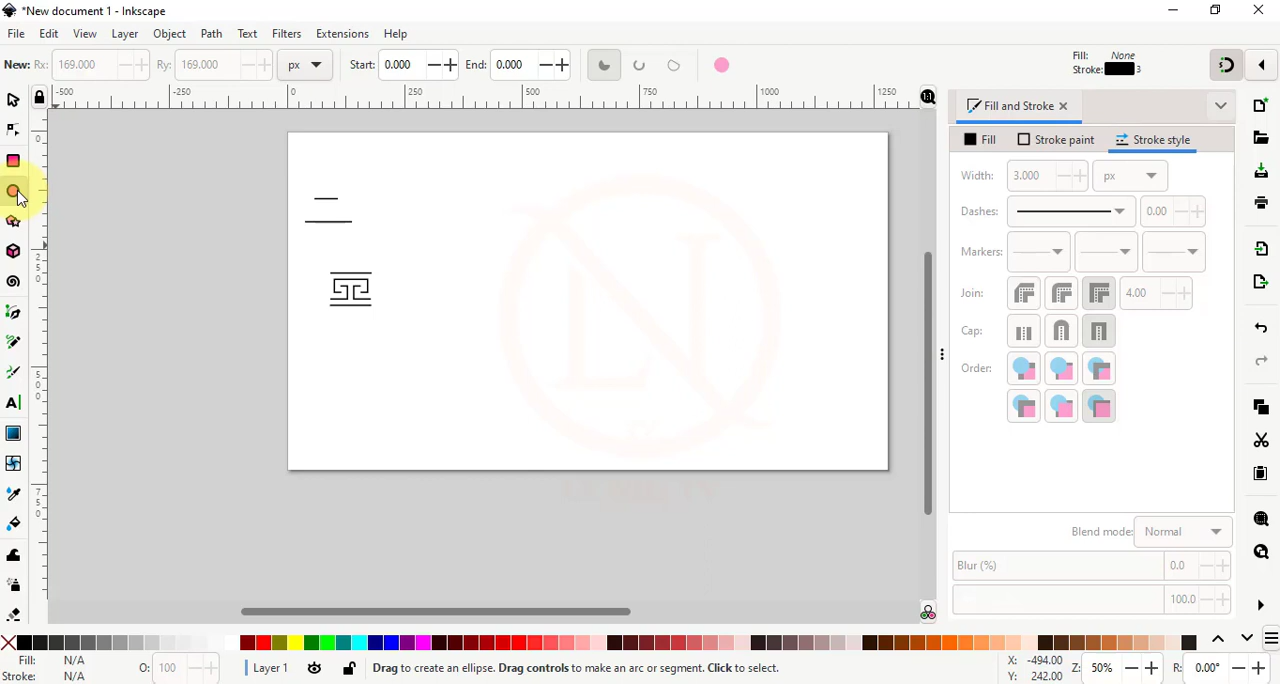 *New document 1 - Inkscape
File Edit View Layer Object Path Text Filters Extensions Help
New: Rx: 169.000 Ry: 169.000 px Start: 0.000 End: 0.000 Fill: None
Stroke: 3
-500 -250 0 250 500 750 1000 1250
Fill and Stroke
Fill Stroke paint Stroke style
Width: 3.000 px
Dashes: 0.00
Markers:
Join: 4.00
Cap:
Order:
Blend mode: Normal
Blur (%) 0.0
100.0
Fill: N/A
Stroke: N/A
O: 100
Layer 1
Drag to create an ellipse. Drag controls to make an arc or segment. Click to select.
X: -494.00
Y: 242.00
Z: 50%
R: 0.00°